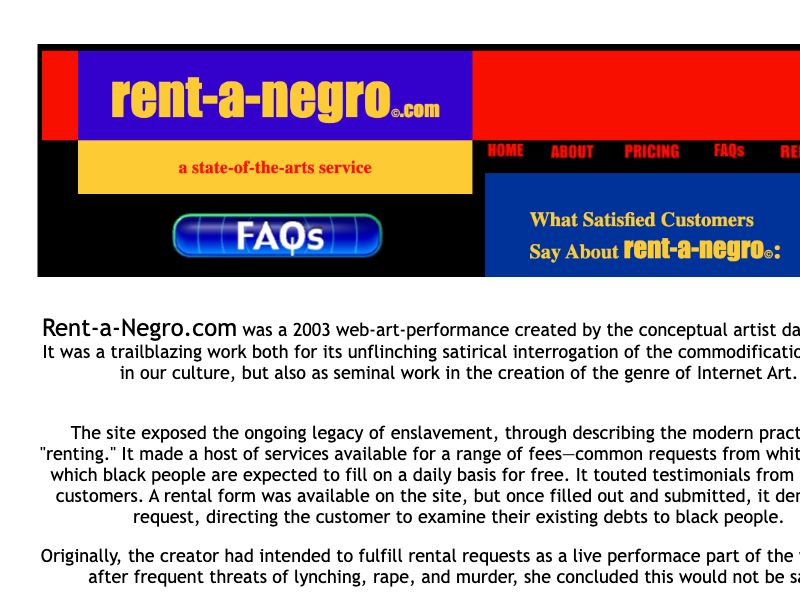 rent-a-negro©.com
a state-of-the-arts service
HOME ABOUT PRICING FAQs
FAQs
What Satisfied Customers
Say About rent-a-negro©:
Rent-a-Negro.com was a 2003 web-art-performance created by the conceptual artist
It was a trailblazing work both for its unflinching satirical interrogation of the
in our culture, but also as seminal work in the creation of the genre of Internet Art.
The site exposed the ongoing legacy of enslavement, through describing the modern
"renting." It made a host of services available for a range of fees—common requests from
which black people are expected to fill on a daily basis for free. It touted testimonials from
customers. A rental form was available on the site, but once filled out and submitted, it
request, directing the customer to examine their existing debts to black people.
Originally, the creator had intended to fulfill rental requests as a live performace part of the
after frequent threats of lynching, rape, and murder, she concluded this would not be